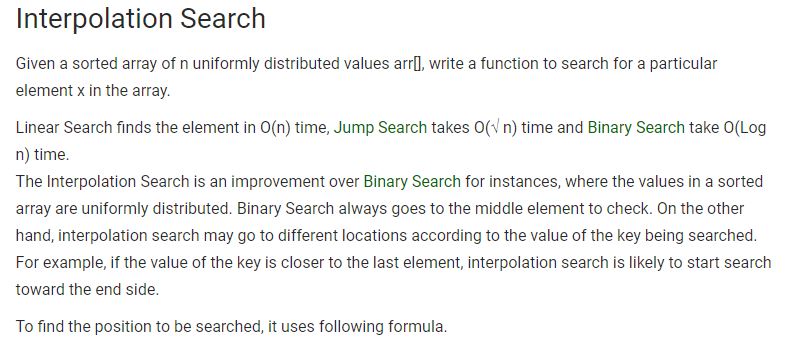 Interpolation Search
Given a sorted array of n uniformly distributed values arr[], write a function to search for a particular
element x in the array.
Linear Search finds the element in O(n) time, Jump Search takes O(√ n) time and Binary Search take O(Log
n) time.
The Interpolation Search is an improvement over Binary Search for instances, where the values in a sorted
array are uniformly distributed. Binary Search always goes to the middle element to check. On the other
hand, interpolation search may go to different locations according to the value of the key being searched.
For example, if the value of the key is closer to the last element, interpolation search is likely to start search
toward the end side.
To find the position to be searched, it uses following formula.